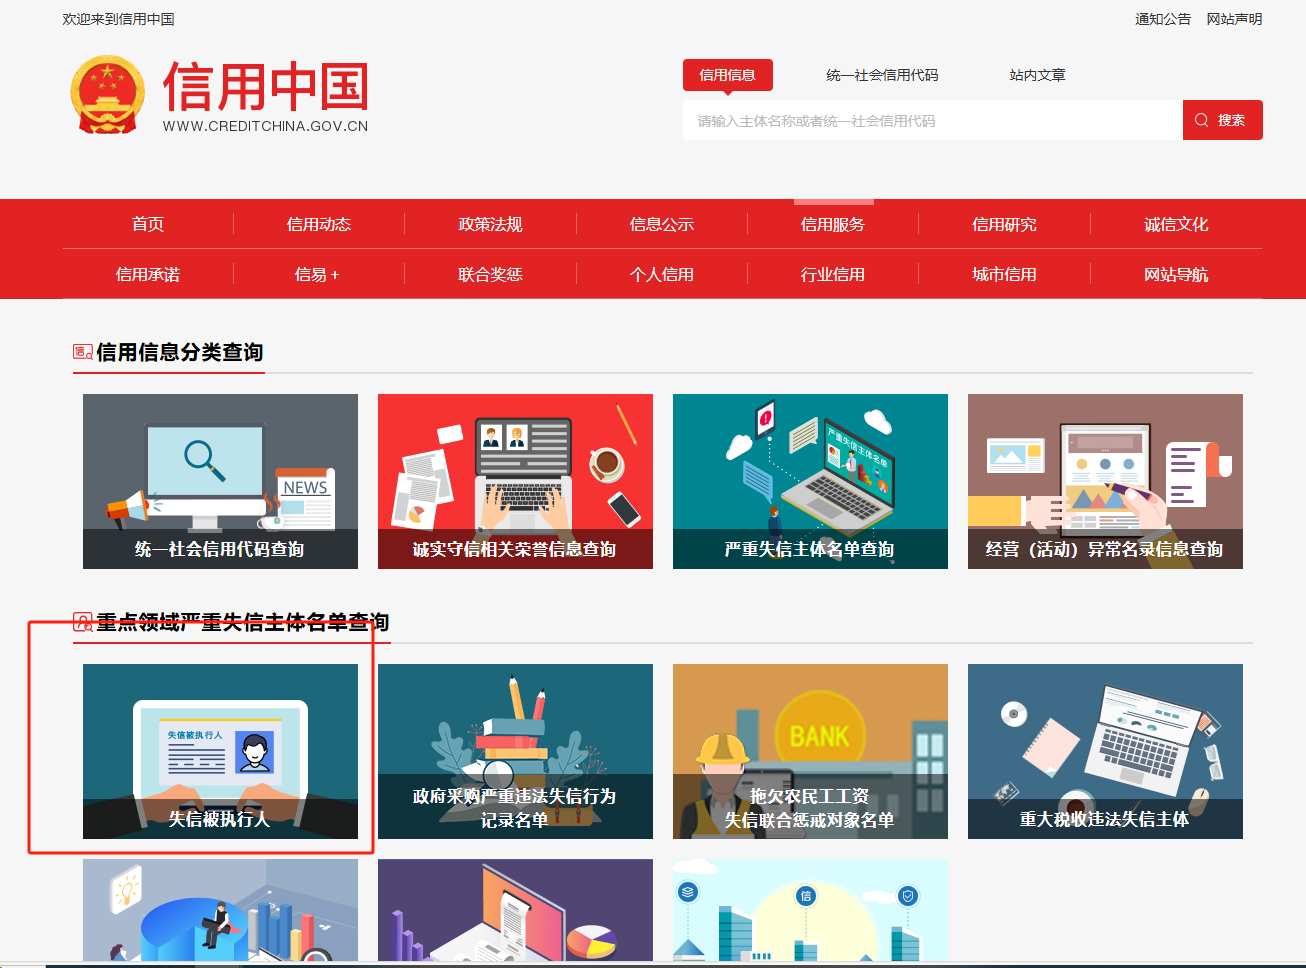 欢迎来到信用中国
通知公告 网站声明
信用中国
WWW.CREDITCHINA.GOV.CN
信用信息 统一社会信用代码 站内文章
请输入主体名称或者统一社会信用代码
搜索
首页 信用动态 政策法规 信息公示 信用服务 信用研究 诚信文化
信用承诺 信易+ 联合奖惩 个人信用 行业信用 城市信用 网站导航
信用信息分类查询
NEWS
严重失信主体名单
统一社会信用代码查询
诚实守信相关荣誉信息查询
严重失信主体名单查询
经营（活动）异常名录信息查询
重点领域严重失信主体名单查询
失信被执行人
BANK
失信被执行人
政府采购严重违法失信行为
记录名单
拖欠农民工工资
失信联合惩戒对象名单
重大税收违法失信主体
信